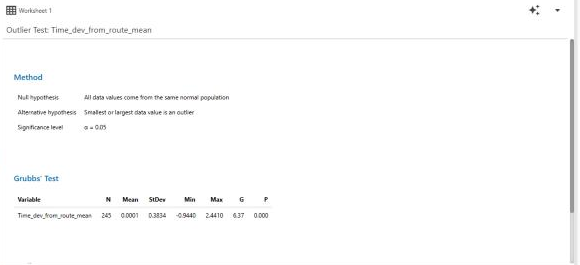 Worksheet 1
Outlier Test: Time_dev_from_route_mean
Method
Null hypothesis All data values come from the same normal population
Alternative hypothesis Smallest or largest data value is an outlier
Significance level α = 0.05
Grubbs' Test
Variable N Mean StDev Min Max G P
Time_dev_from_route_mean 245 0.0001 0.3834 -0.9440 2.4410 6.37 0.000